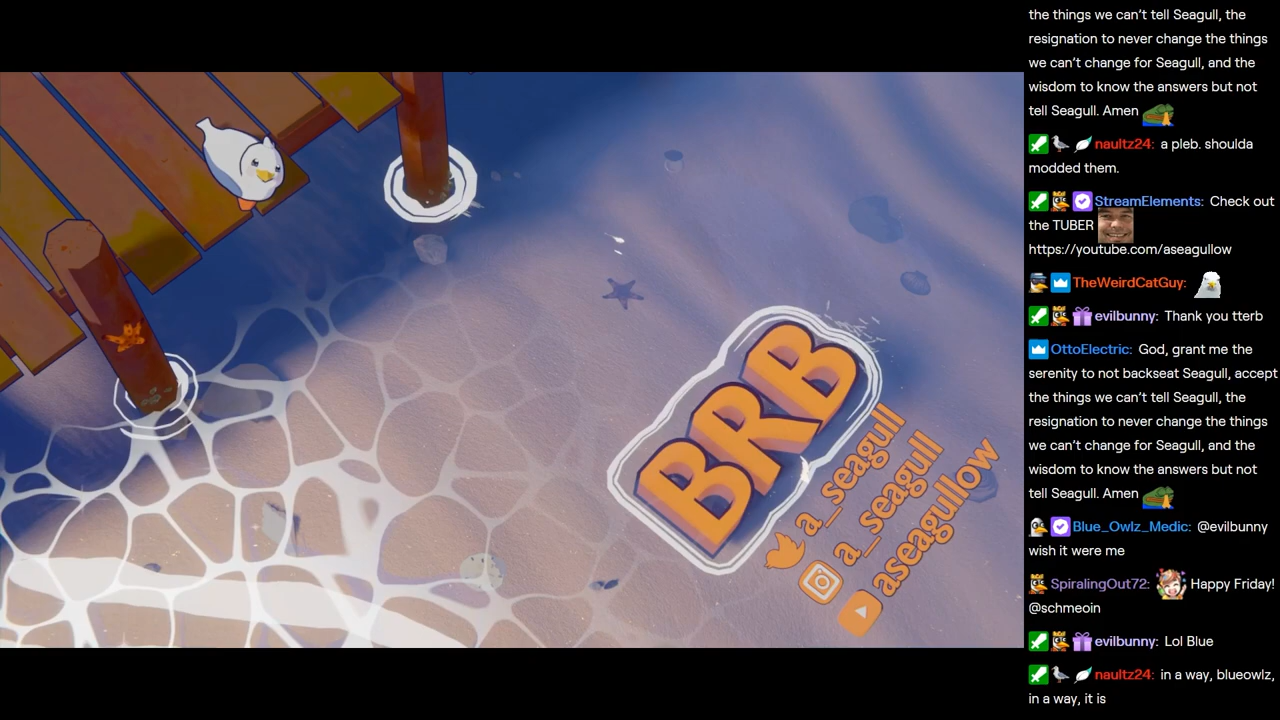 BRB
a_seagull
a_seagull
aseagullow
the things we can’t tell Seagull, the
resignation to never change the things
we can’t change for Seagull, and the
wisdom to know the answers but not
tell Seagull. Amen
naultz24: a pleb. shoulda
modded them.
StreamElements: Check out
the TUBER
https://youtube.com/aseagullow
TheWeirdCatGuy:
evilbunny: Thank you tterb
OttoElectric: God, grant me the
serenity to not backseat Seagull, accept
the things we can’t tell Seagull, the
resignation to never change the things
we can’t change for Seagull, and the
wisdom to know the answers but not
tell Seagull. Amen
Blue_Owlz_Medic: @evilbunny
wish it were me
SpiralingOut72: Happy Friday!
@schmeoin
evilbunny: Lol Blue
naultz24: in a way, blueowlz,
in a way, it is